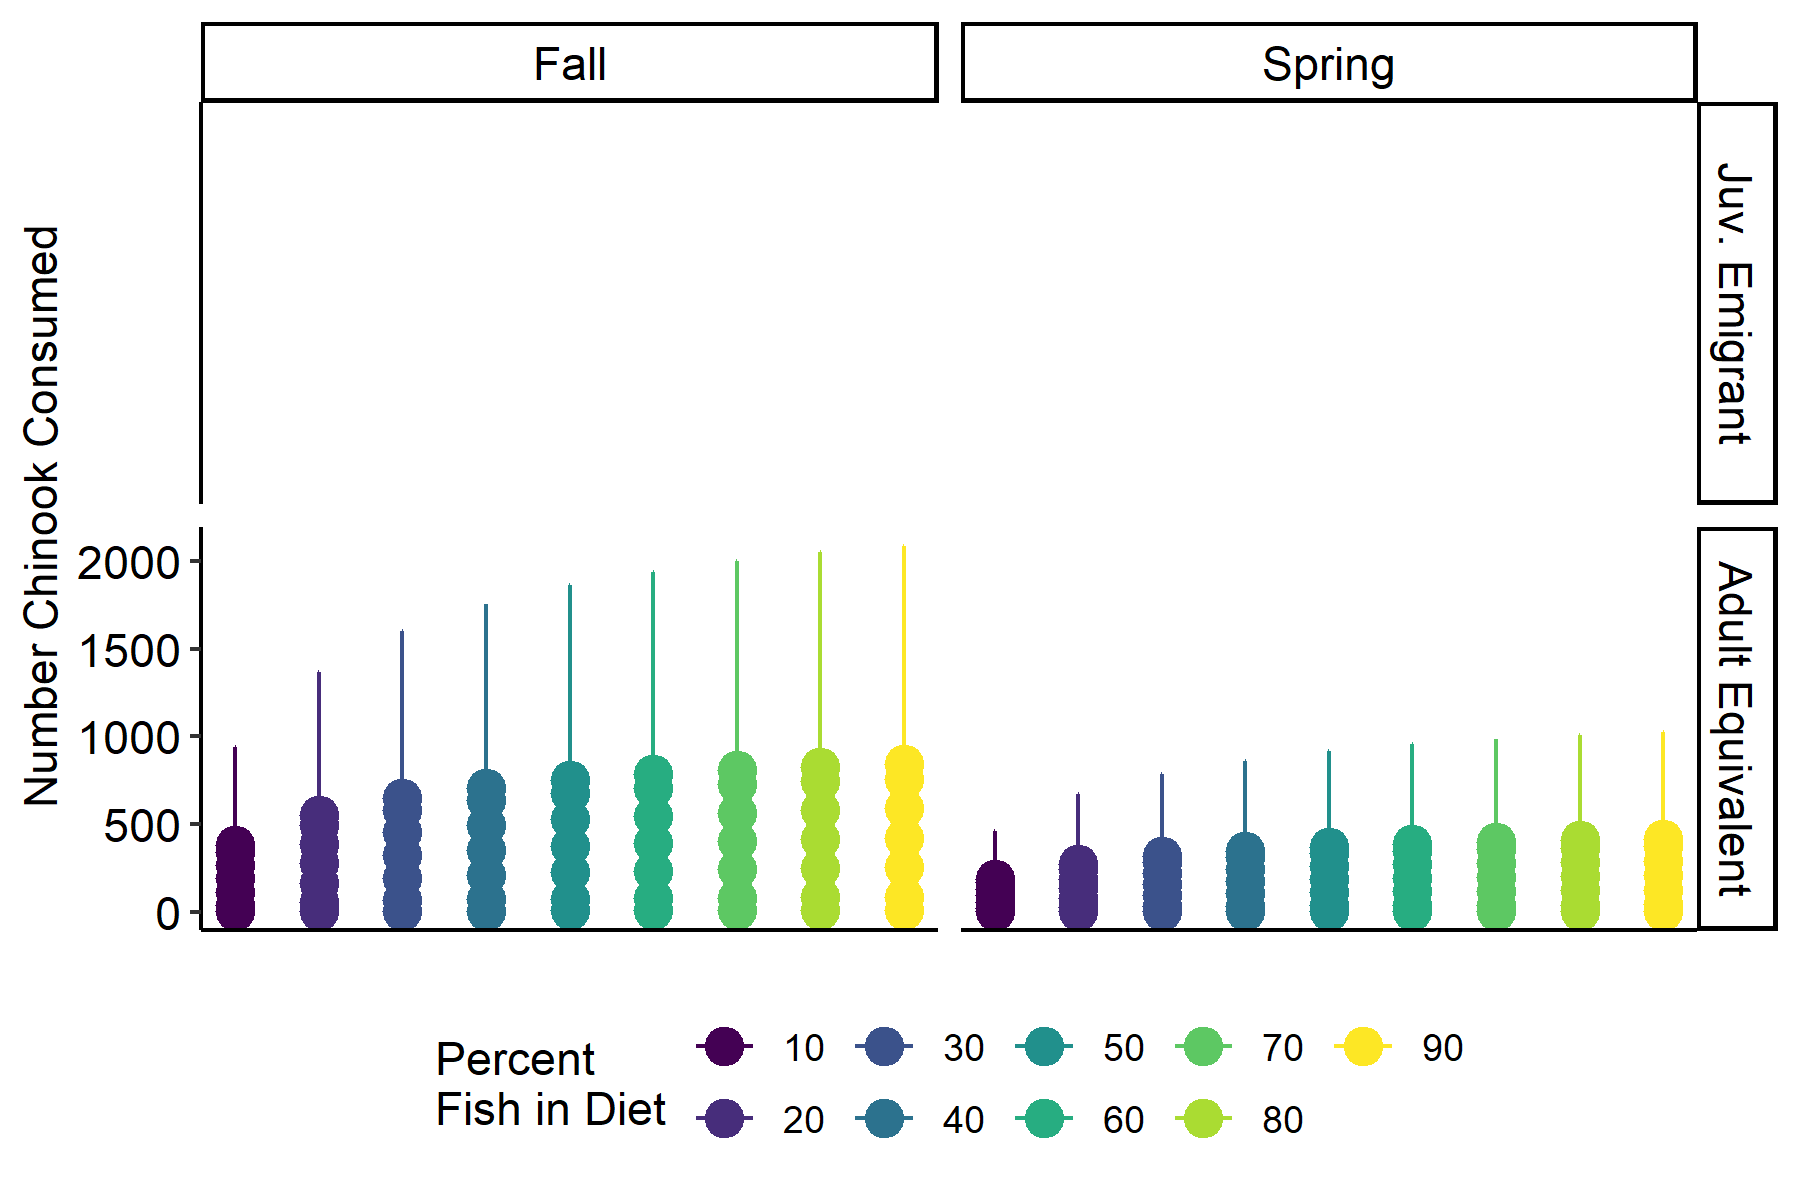 Fall
Spring
Juv. Emigrant
Adult Equivalent
Number Chinook Consumed
2000
1500
1000
500
0
Percent
Fish in Diet
10
30
50
70
90
20
40
60
80